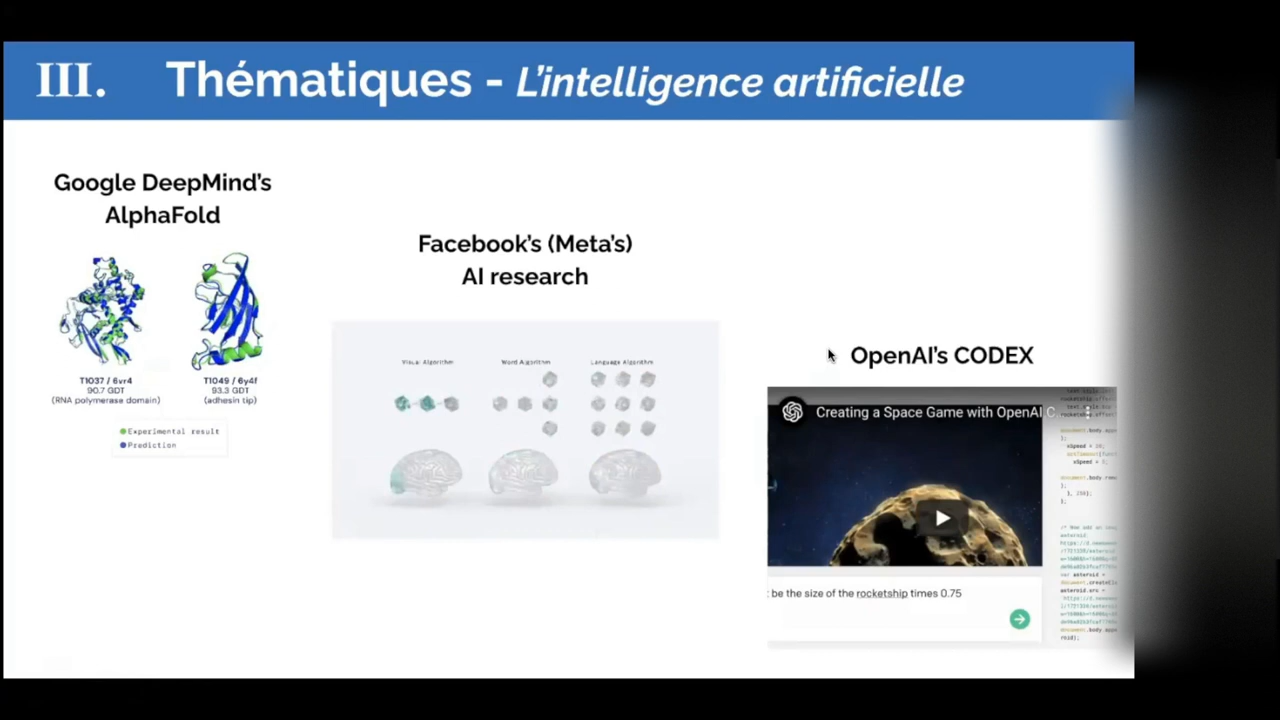 III. Thématiques - L’intelligence artificielle
Google DeepMind’s
AlphaFold
T1037 / 6vr4
90.7 GDT
(RNA polymerase domain)
T1049 / 6y4f
93.3 GDT
(adhesin tip)
Experimental result
Prediction
Facebook’s (Meta’s)
AI research
Visual Algorithm
Word Algorithm
Language Algorithm
OpenAI’s CODEX
Creating a Space Game with OpenAI C...
t be the size of the rocketship times 0.75